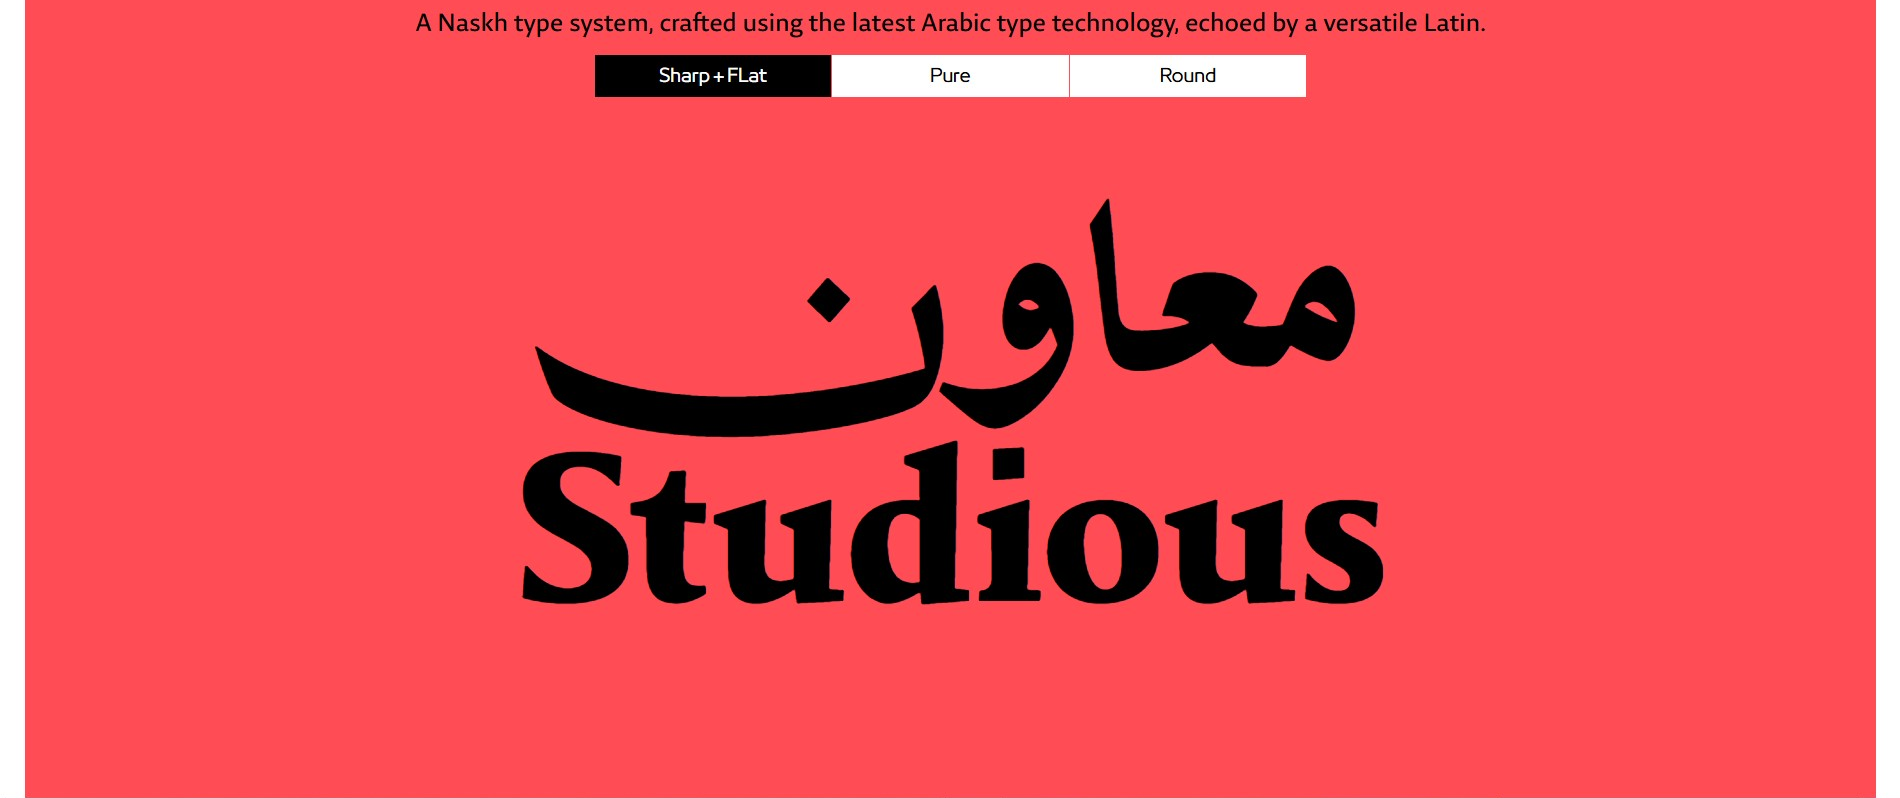 A Naskh type system, crafted using the latest Arabic type technology, echoed by a versatile Latin.
Sharp + FLat
Pure
Round
معاون
Studious